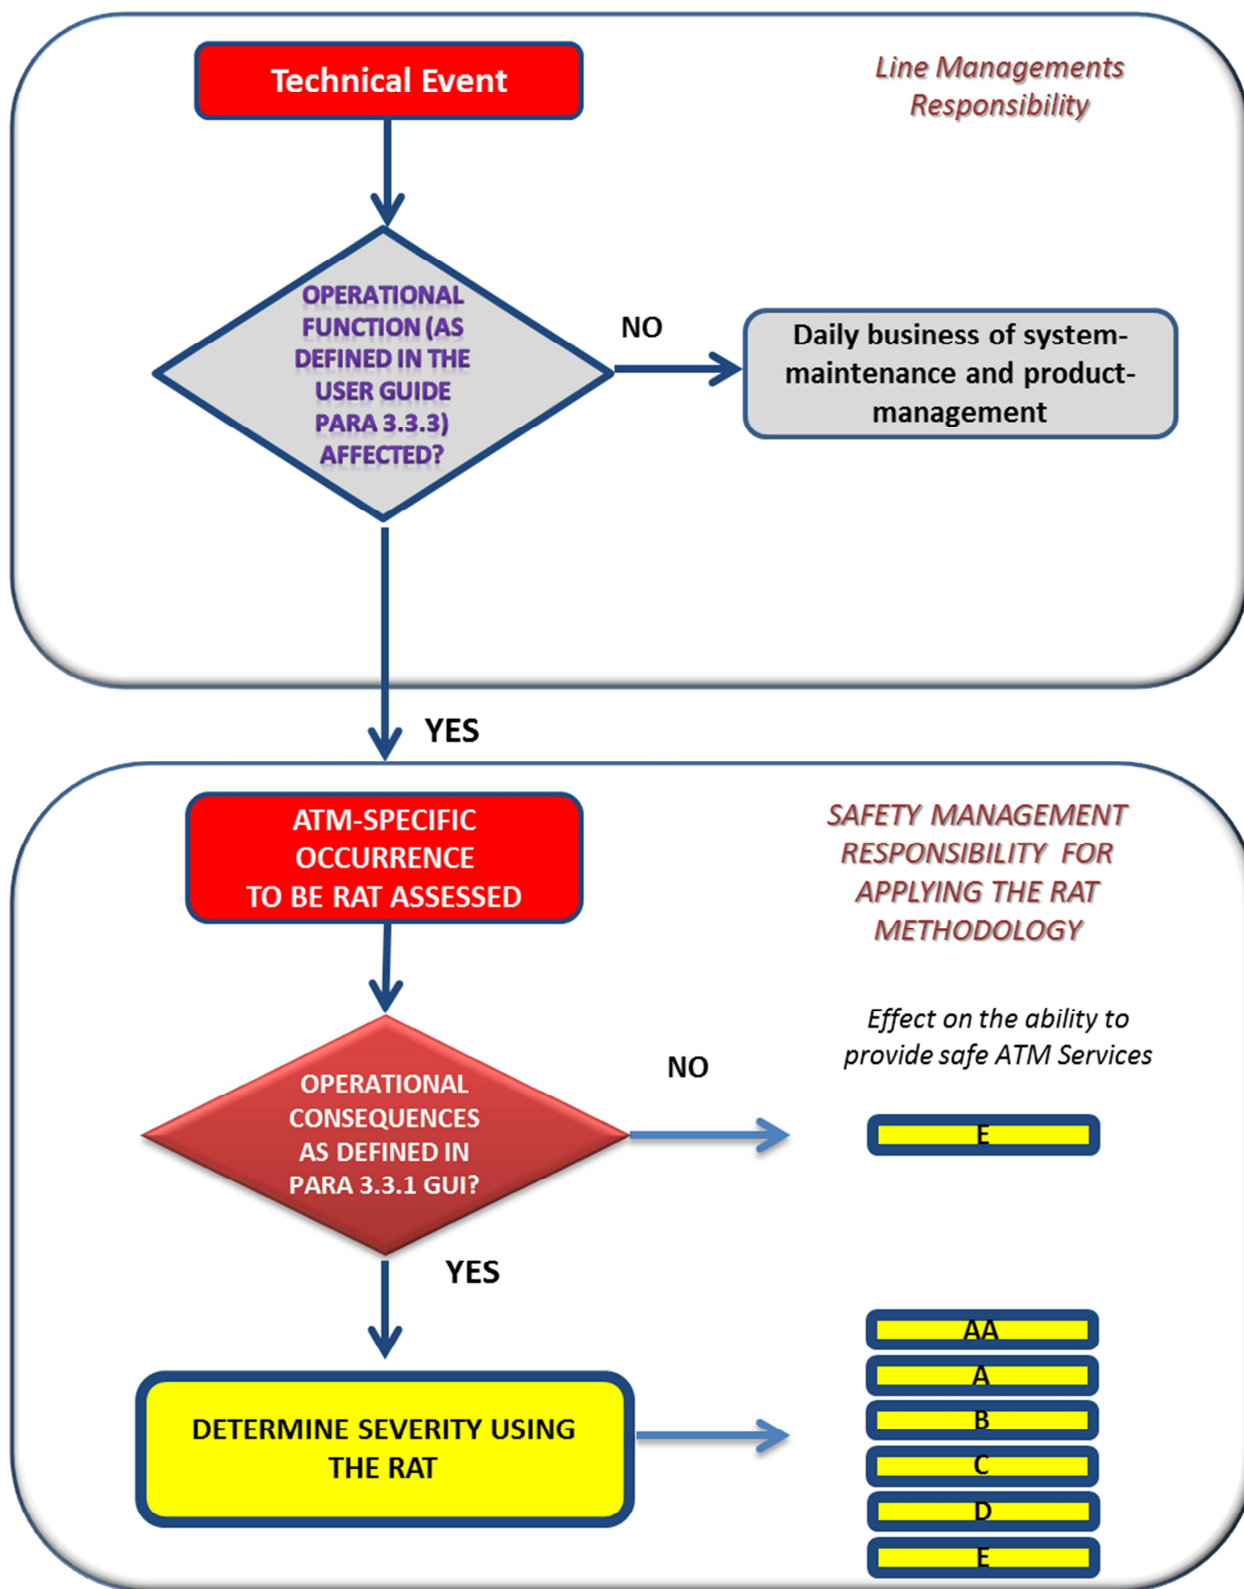 Technical Event
Line Managements
Responsibility
OPERATIONAL
FUNCTION (AS
DEFINED IN THE
USER GUIDE
PARA 3.3.3)
AFFECTED?
NO
Daily business of system-
maintenance and product-
management
YES
ATM-SPECIFIC
OCCURRENCE
TO BE RAT ASSESSED
SAFETY MANAGEMENT
RESPONSIBILITY FOR
APPLYING THE RAT
METHODOLOGY
Effect on the ability to
provide safe ATM Services
OPERATIONAL
CONSEQUENCES
AS DEFINED IN
PARA 3.3.1 GUI?
NO
E
YES
DETERMINE SEVERITY USING
THE RAT
AA
A
B
C
D
E